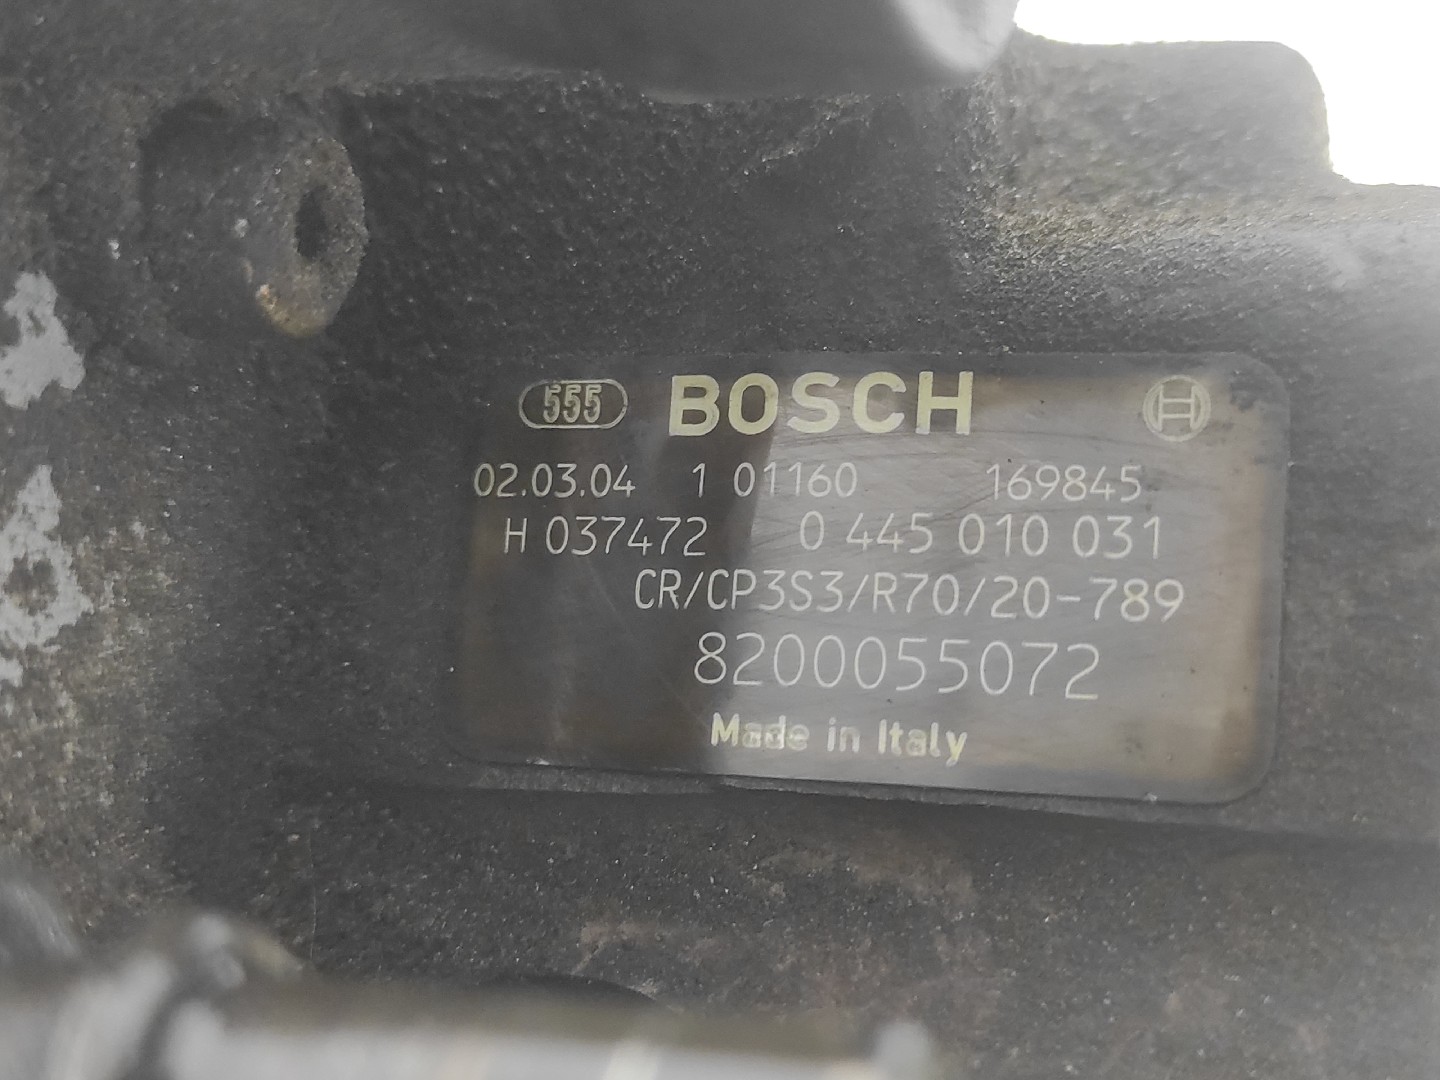 555 BOSCH
02.03.04 1 01160 169845
H 037472 0 445 010 031
CR/CP3S3/R70/20-789
8200055072
Made in Italy